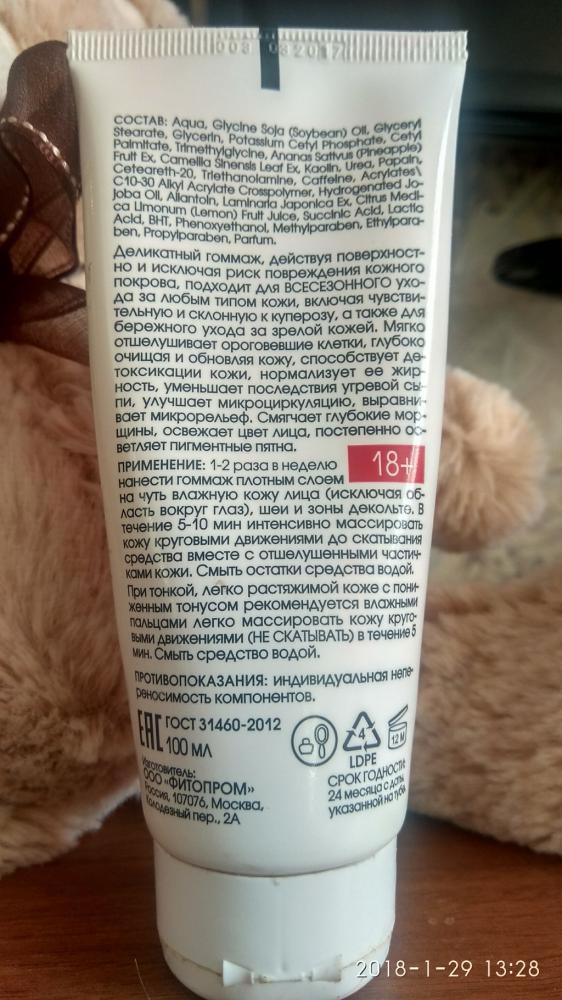 003 032017
СОСТАВ: Aqua, Glycine Soja (Soybean) Oil, Glyceryl
Stearate, Glycerin, Potassium Cetyl Phosphate, Cetyl
Palmitate, Trimethylglycine, Ananas Sativus (Pineapple)
Fruit Ex, Camellia Sinensis Leaf Ex, Kaolin, Urea, Papain,
Ceteareth-20, Triethanolamine, Caffeine, Acrylates\
C10-30 Alkyl Acrylate Crosspolymer, Hydrogenated Jo-
joba Oil, Allantoin, Laminaria Japonica Ex, Citrus Medi-
ca Limonum (Lemon) Fruit Juice, Succinic Acid, Lactic
Acid, BHT, Phenoxyethanol, Methylparaben, Ethylpara-
ben, Propylparaben, Parfum.
Деликатный гоммаж, действуя поверхност-
но и исключая риск повреждения кожного
покрова, подходит для ВСЕСЕЗОННОГО ухо-
да за любым типом кожи, включая чувстви-
тельную и склонную к куперозу, а также для
бережного ухода за зрелой кожей. Мягко
отшелушивает ороговевшие клетки, глубоко
очищая и обновляя кожу, способствует де-
токсикации кожи, нормализует ее жир-
ность, уменьшает последствия угревой сы-
пи, улучшает микроциркуляцию, выравни-
вает микрорельеф. Смягчает глубокие мор-
щины, освежает цвет лица, постепенно ос-
ветляет пигментные пятна.
ПРИМЕНЕНИЕ: 1-2 раза в неделю 18+
нанести гоммаж плотным слоем
на чуть влажную кожу лица (исключая об-
ласть вокруг глаз), шеи и зоны декольте. В
течение 5-10 мин интенсивно массировать
кожу круговыми движениями до скатывания
средства вместе с отшелушенными частич-
ками кожи. Смыть остатки средства водой.
При тонкой, легко растяжимой коже с пони-
женным тонусом рекомендуется влажными
пальцами легко массировать кожу круго-
выми движениями (НЕ СКАТЫВАТЬ) в течение 5
мин. Смыть средство водой.
ПРОТИВОПОКАЗАНИЯ: индивидуальная непе-
реносимость компонентов.
ЕАС ГОСТ 31460-2012
100 мл
4
LDPE
12 M
Изготовитель:
ООО «ФИТОПРОМ»
Россия, 107076, Москва,
Колодезный пер., 2А
СРОК ГОДНОСТИ:
24 месяца с даты,
указанной на тубе.
2018-1-29 13:28